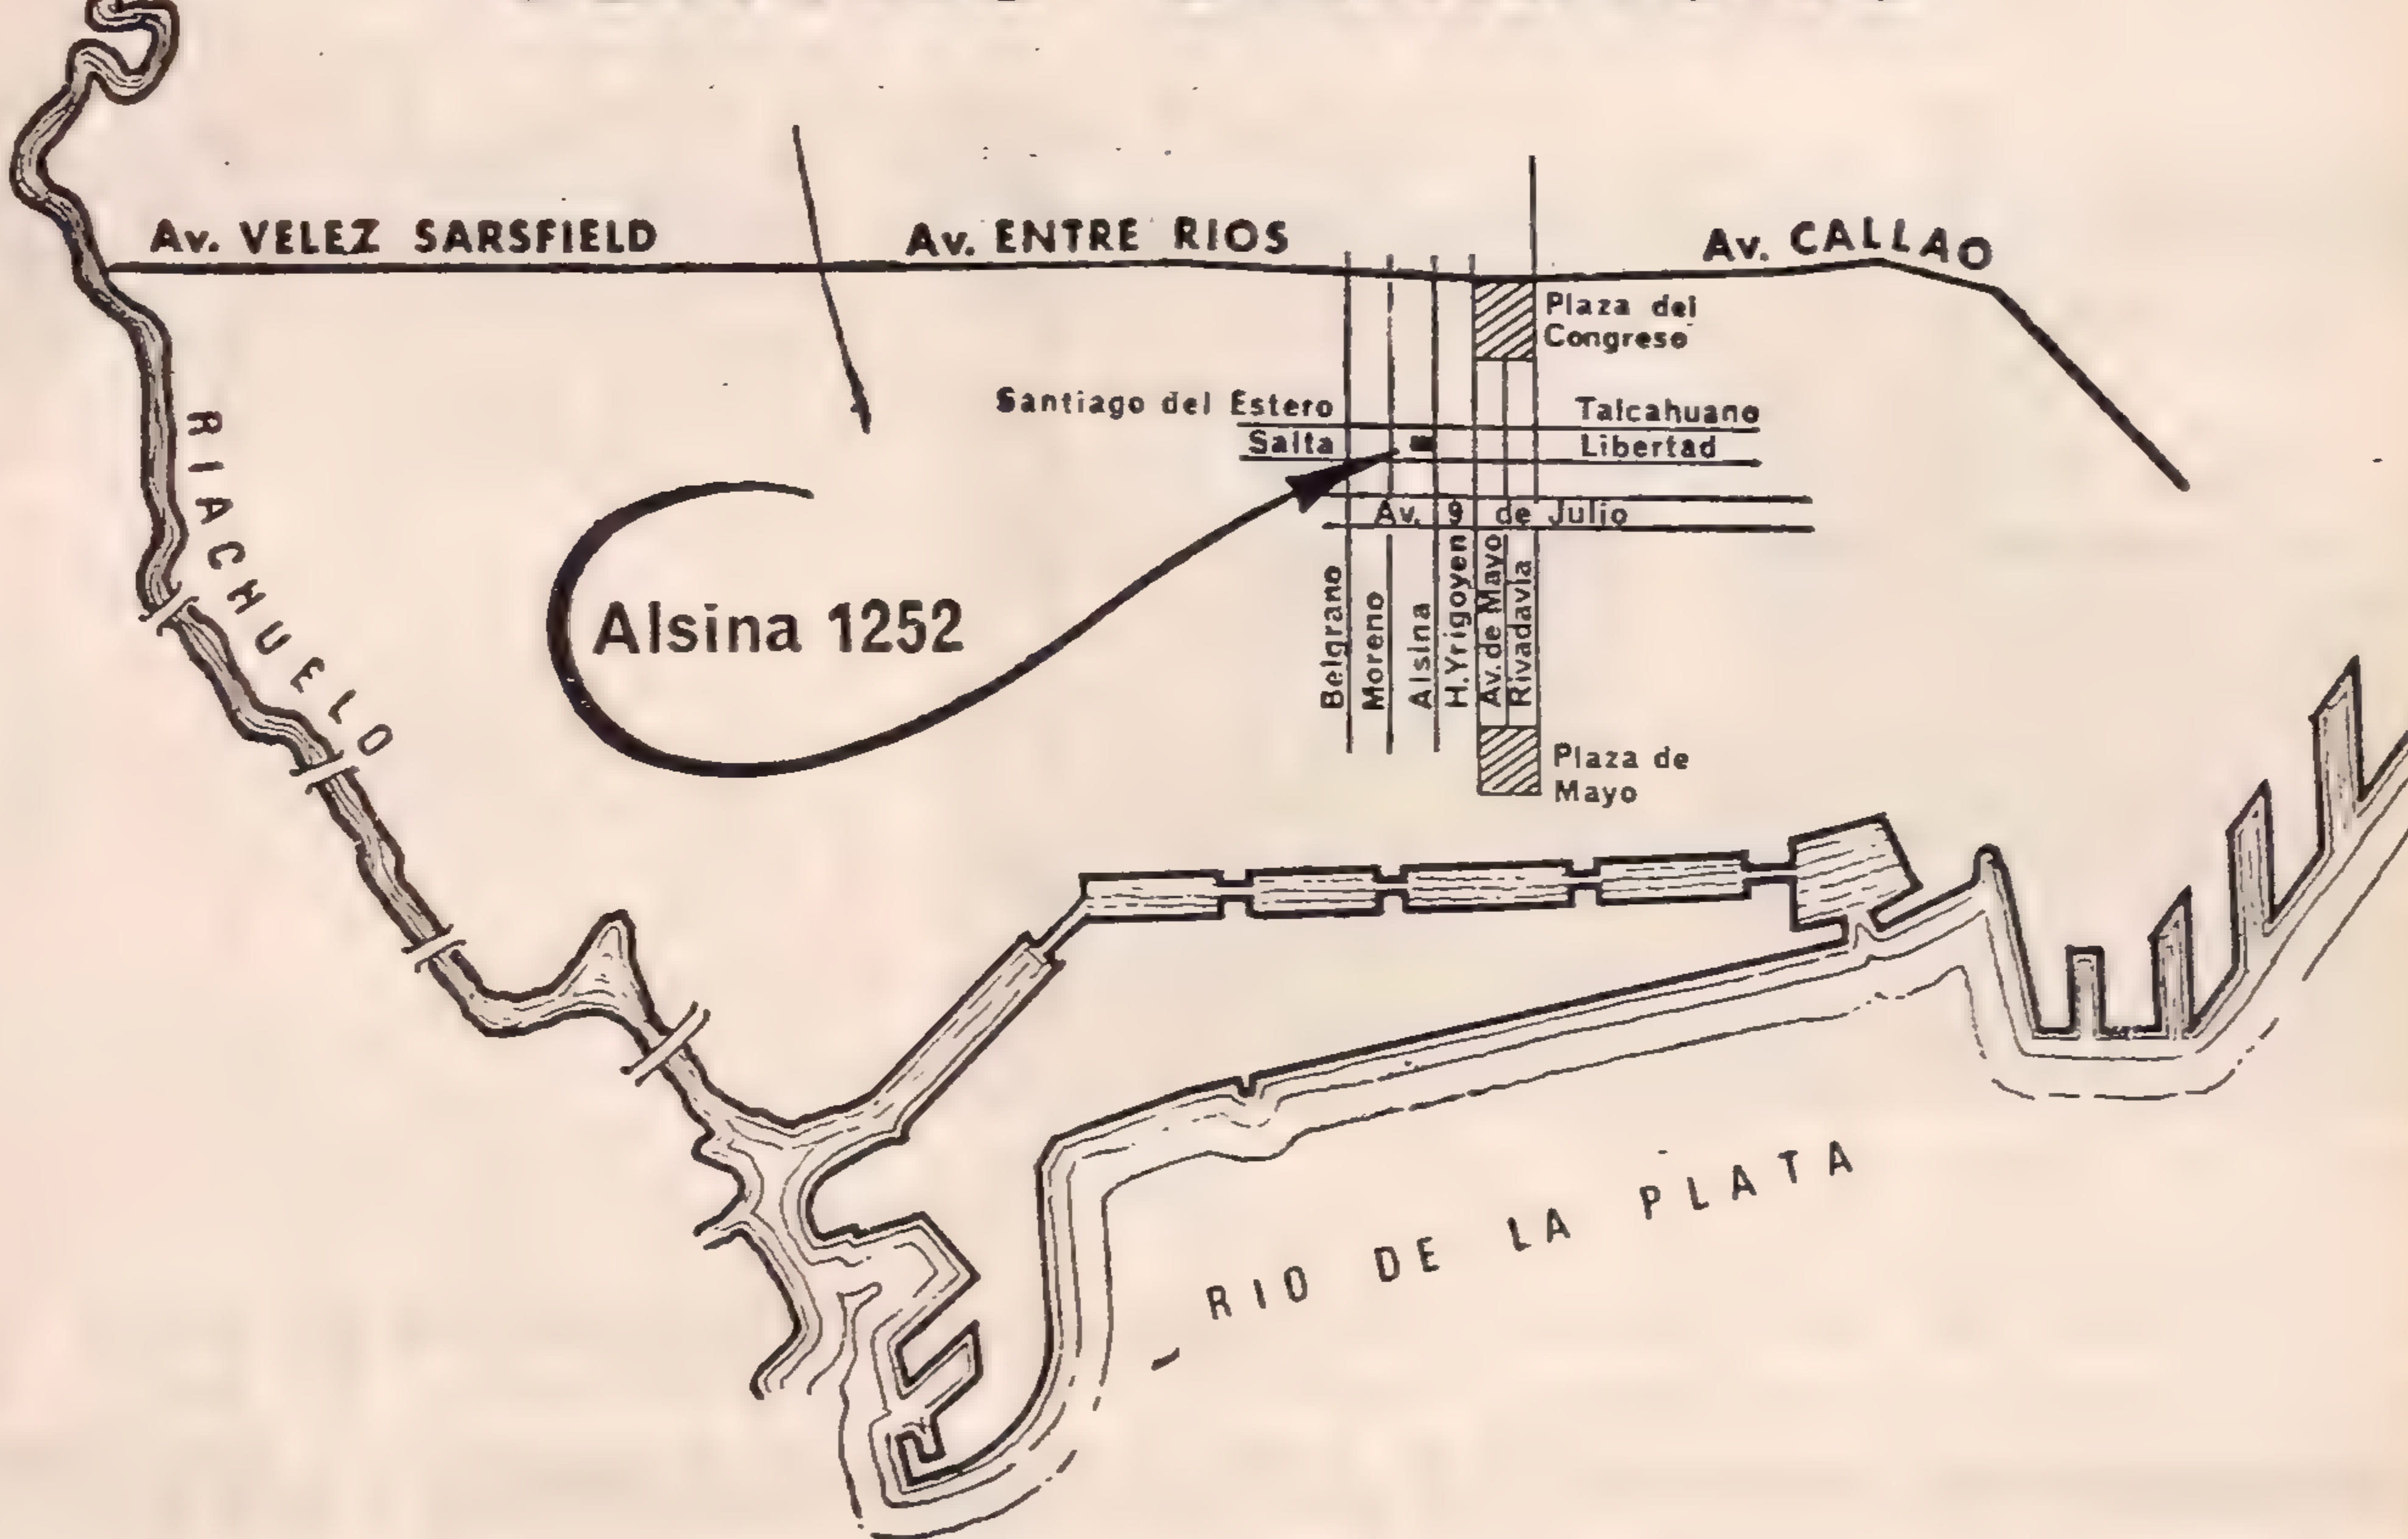 Av. VELEZ SARSFIELD
Av. ENTRE RIOS
Av. CALLAO
Plaza del
Congreso
Santiago del Estero
Talcahuano
Salta
Libertad
Av. 9 de Julio
Belgrano
Moreno
Alsina
H. Yrigoyen
Av. de Mayo
Rivadavia
Alsina 1252
Plaza de
Mayo
RIACHUELO
RIO DE LA PLATA